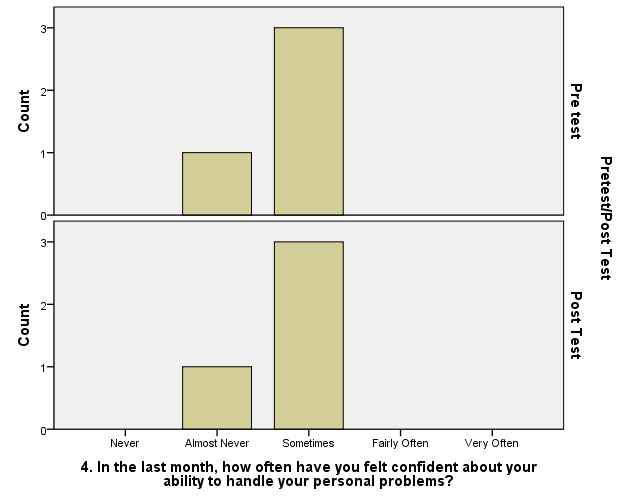 3
2
1
0
Count
Pre test
3
2
1
0
Count
Post Test
Pretest/Post Test
Never
Almost Never
Sometimes
Fairly Often
Very Often
4. In the last month, how often have you felt confident about your
ability to handle your personal problems?